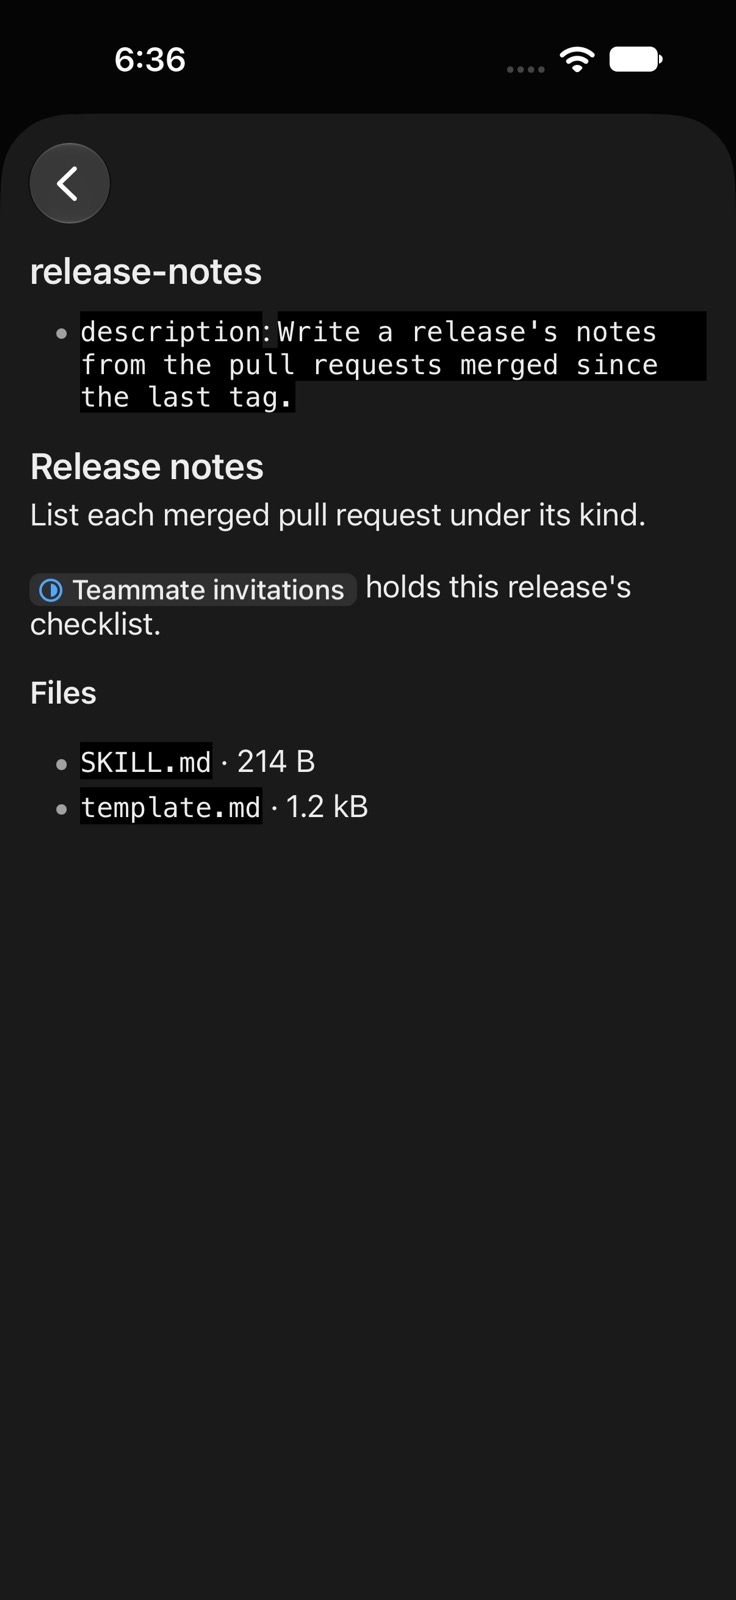 6:36
release-notes
description: Write a release's notes
from the pull requests merged since
the last tag.
Release notes
List each merged pull request under its kind.
Teammate invitations holds this release's
checklist.
Files
SKILL.md · 214 B
template.md · 1.2 kB